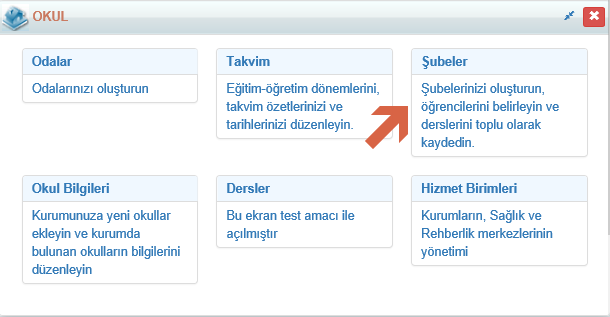 OKUL
Odalar
Odalarınızı oluşturun
Takvim
Eğitim-öğretim dönemlerini,
takvim özetlerinizi ve
tarihlerinizi düzenleyin.
Şubeler
Şubelerinizi oluşturun,
öğrencilerini belirleyin ve
derslerini toplu olarak
kaydedin.
Okul Bilgileri
Kurumunuza yeni okullar
ekleyin ve kurumda
bulunan okulların bilgilerini
düzenleyin
Dersler
Bu ekran test amacı ile
açılmıştır
Hizmet Birimleri
Kurumların, Sağlık ve
Rehberlik merkezlerinin
yönetimi